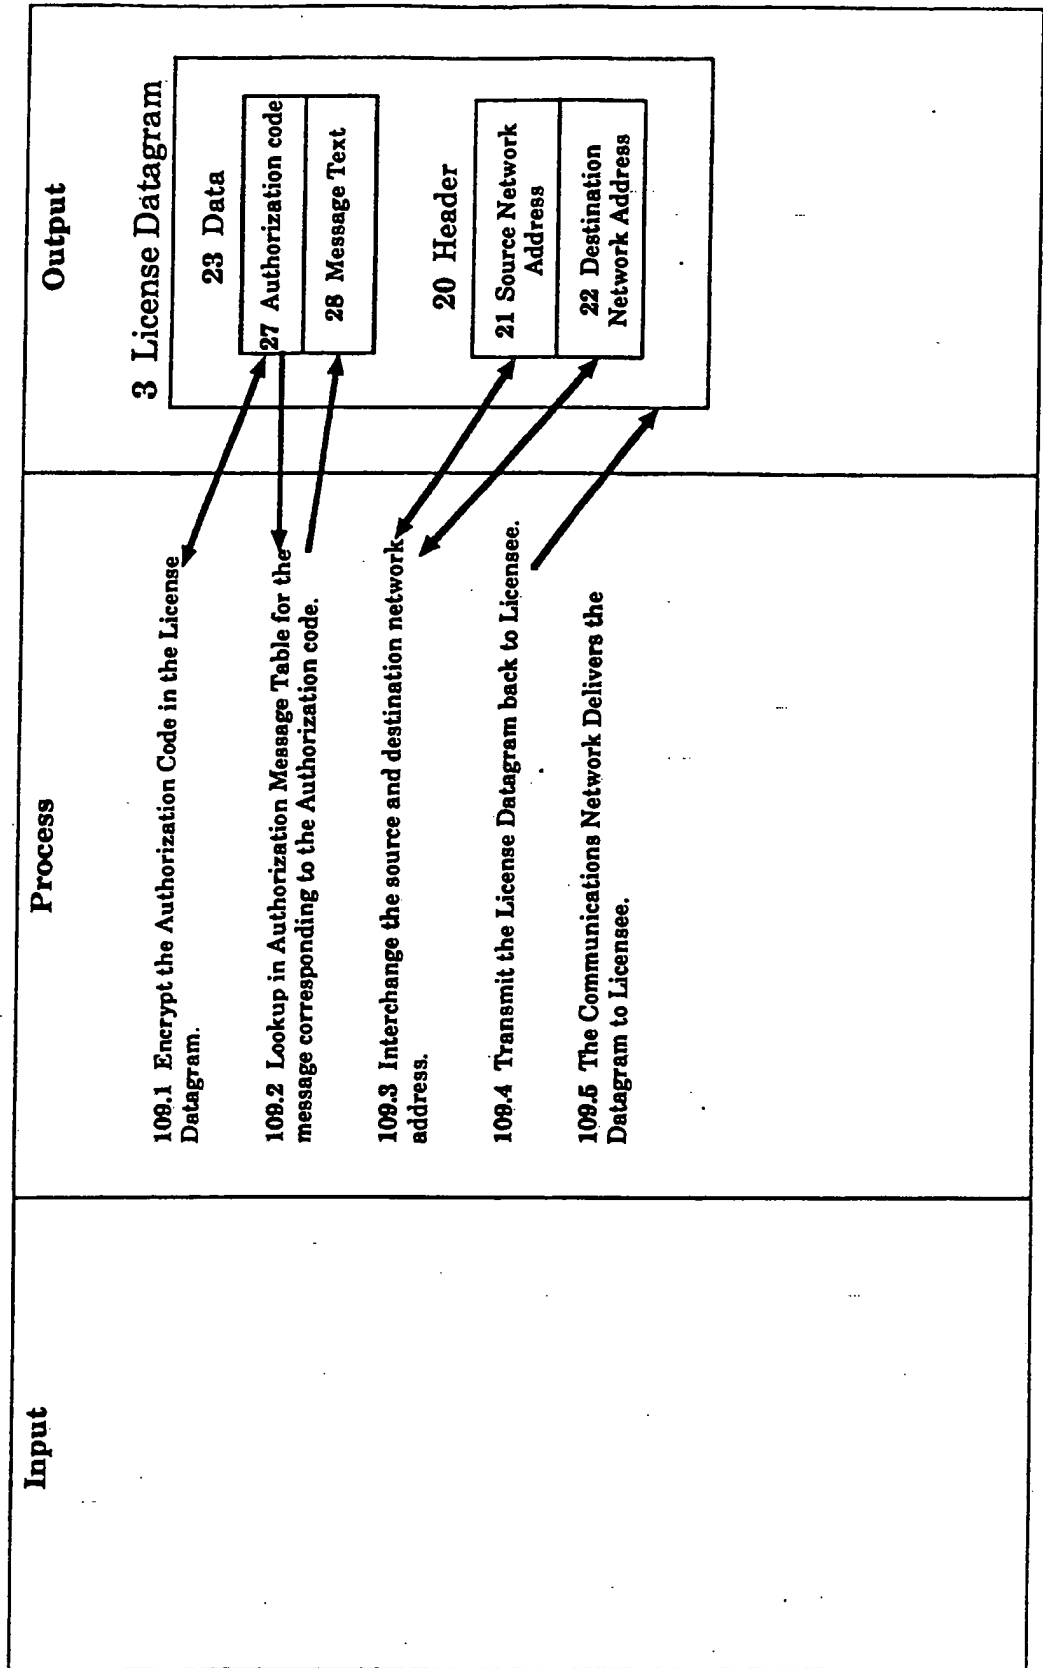 Input
Process
109.1 Encrypt the Authorization Code in the License
Datagram.
109.2 Lookup in Authorization Message Table for the
message corresponding to the Authorization code.
109.3 Interchange the source and destination network
address.
109.4 Transmit the License Datagram back to Licensee.
109.5 The Communications Network Delivers the
Datagram to Licensee.
Output
3 License Datagram
23 Data
27 Authorization code
28 Message Text
20 Header
21 Source Network
Address
22 Destination
Network Address